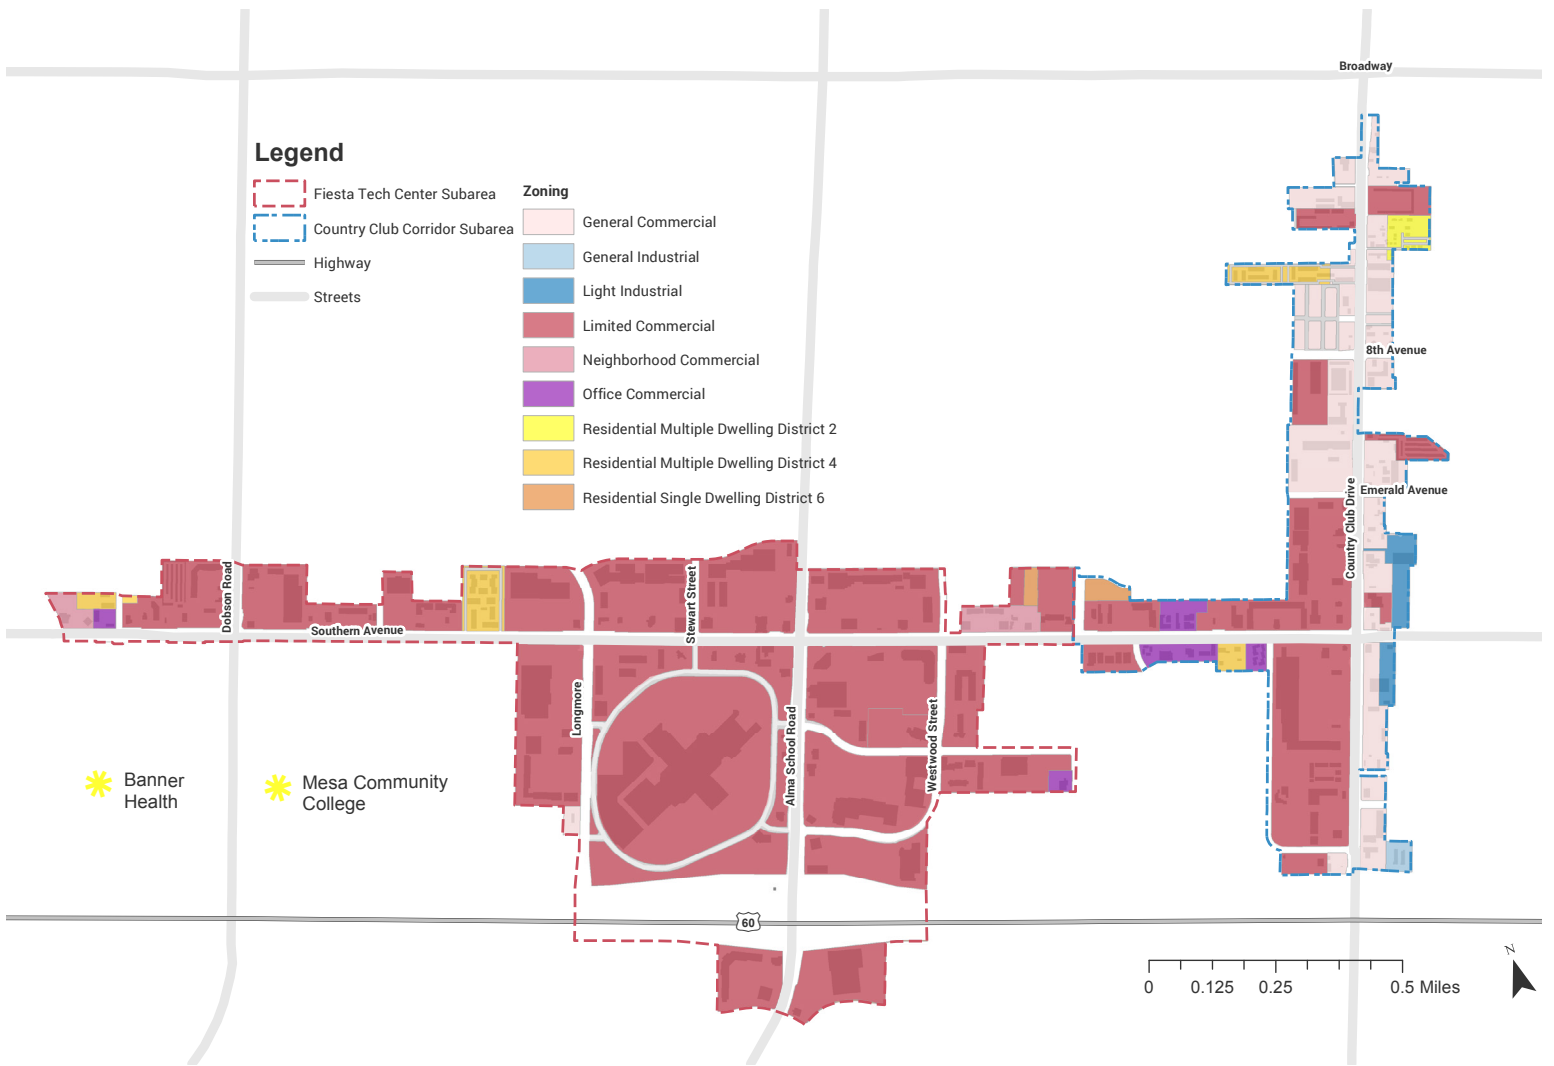 Broadway
Legend
Fiesta Tech Center Subarea
Country Club Corridor Subarea
Highway
Streets
Zoning
General Commercial
General Industrial
Light Industrial
Limited Commercial
Neighborhood Commercial
Office Commercial
Residential Multiple Dwelling District 2
Residential Multiple Dwelling District 4
Residential Single Dwelling District 6
8th Avenue
Emerald Avenue
Country Club Drive
Dobson Road
Southern Avenue
Stewart Street
Longmore
Alma School Road
Westwood Street
Banner
Health
Mesa Community
College
60
N
0 0.125 0.25 0.5 Miles